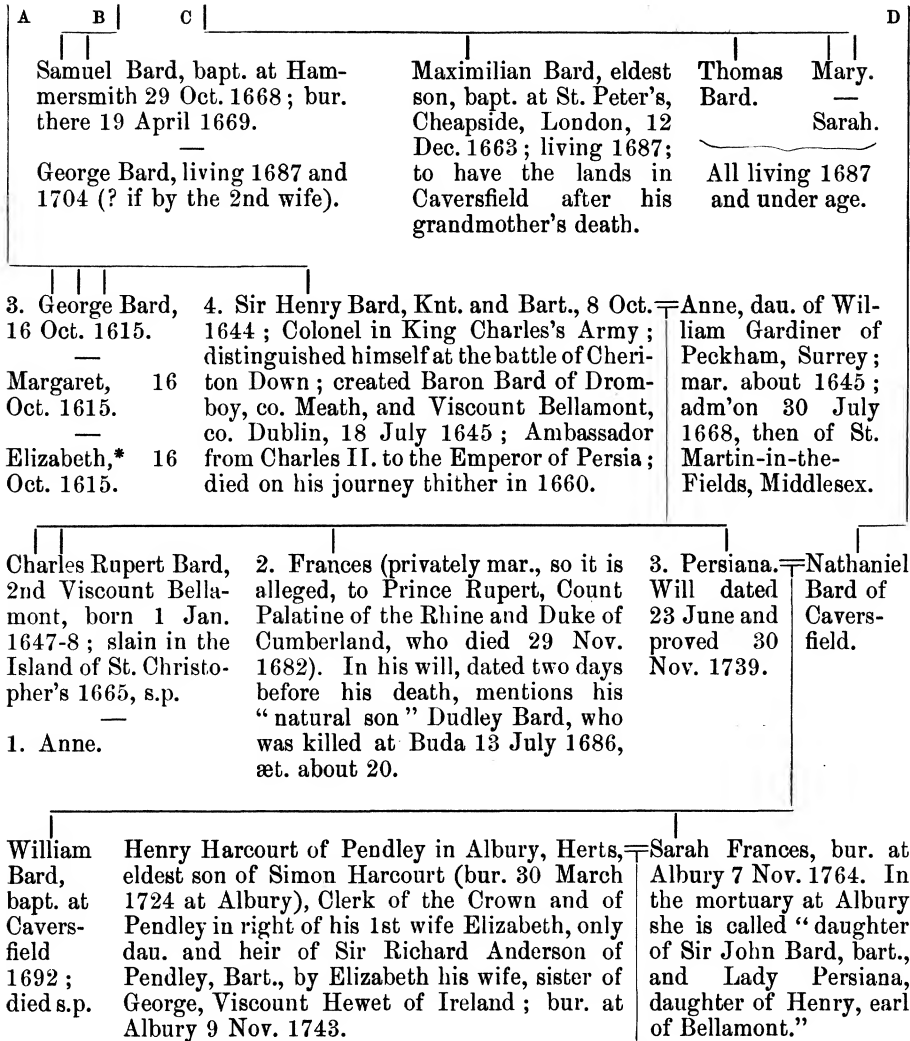 A B C D
Samuel Bard, bapt. at Ham-
mersmith 29 Oct. 1668 ; bur.
there 19 April 1669.
—
George Bard, living 1687 and
1704 (? if by the 2nd wife).
Maximilian Bard, eldest
son, bapt. at St. Peter's,
Cheapside, London, 12
Dec. 1663 ; living 1687;
to have the lands in
Caversfield after his
grandmother's death.
Thomas
Bard.
Mary.
—
Sarah.
All living 1687
and under age.
3. George Bard,
16 Oct. 1615.
—
Margaret, 16
Oct. 1615.
—
Elizabeth,* 16
Oct. 1615.
4. Sir Henry Bard, Knt. and Bart., 8 Oct.
1644 ; Colonel in King Charles's Army ;
distinguished himself at the battle of Cheri-
ton Down ; created Baron Bard of Drom-
boy, co. Meath, and Viscount Bellamont,
co. Dublin, 18 July 1645 ; Ambassador
from Charles II. to the Emperor of Persia ;
died on his journey thither in 1660.
Anne, dau. of Wil-
liam Gardiner of
Peckham, Surrey ;
mar. about 1645 ;
adm'on 30 July
1668, then of St.
Martin-in-the-
Fields, Middlesex.
Charles Rupert Bard,
2nd Viscount Bella-
mont, born 1 Jan.
1647-8 ; slain in the
Island of St. Christo-
pher's 1665, s.p.
—
1. Anne.
2. Frances (privately mar., so it is
alleged, to Prince Rupert, Count
Palatine of the Rhine and Duke of
Cumberland, who died 29 Nov.
1682). In his will, dated two days
before his death, mentions his
“ natural son ” Dudley Bard, who
was killed at Buda 13 July 1686,
æt. about 20.
3. Persiana.
Will dated
23 June and
proved 30
Nov. 1739.
Nathaniel
Bard of
Cavers-
field.
William
Bard,
bapt. at
Cavers-
field
1692 ;
died s.p.
Henry Harcourt of Pendley in Albury, Herts,
eldest son of Simon Harcourt (bur. 30 March
1724 at Albury), Clerk of the Crown and of
Pendley in right of his 1st wife Elizabeth, only
dau. and heir of Sir Richard Anderson of
Pendley, Bart., by Elizabeth his wife, sister of
George, Viscount Hewet of Ireland ; bur. at
Albury 9 Nov. 1743.
Sarah Frances, bur. at
Albury 7 Nov. 1764. In
the mortuary at Albury
she is called “ daughter
of Sir John Bard, bart.,
and Lady Persiana,
daughter of Henry, earl
of Bellamont.”